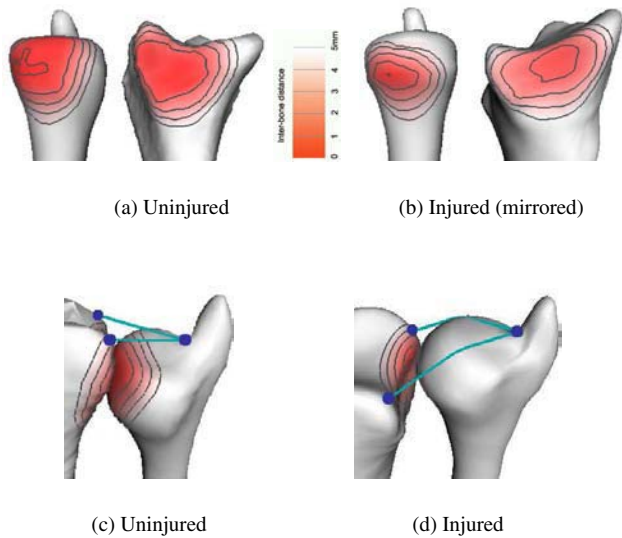 Inter-bone distance
5mm
4
3
2
1
0
(a) Uninjured
(b) Injured (mirrored)
(c) Uninjured
(d) Injured